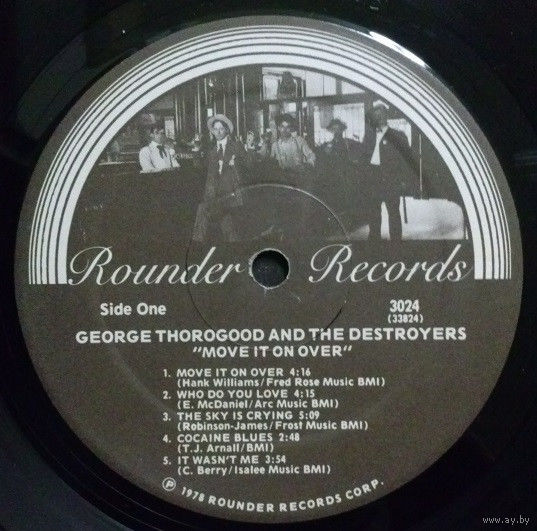 Rounder Records
Side One
3024
(33824)
GEORGE THOROGOOD AND THE DESTROYERS
"MOVE IT ON OVER"
1. MOVE IT ON OVER 4:16
(Hank Williams/Fred Rose Music BMI)
2. WHO DO YOU LOVE 4:15
(E. McDaniel/Arc Music BMI)
3. THE SKY IS CRYING 5:09
(Robinson-James/Frost Music BMI)
4. COCAINE BLUES 2:48
(T.J. Arnall/BMI)
5. IT WASN'T ME 3:54
(C. Berry/Isalee Music BMI)
℗ 1978 ROUNDER RECORDS CORP.
www.ay.by